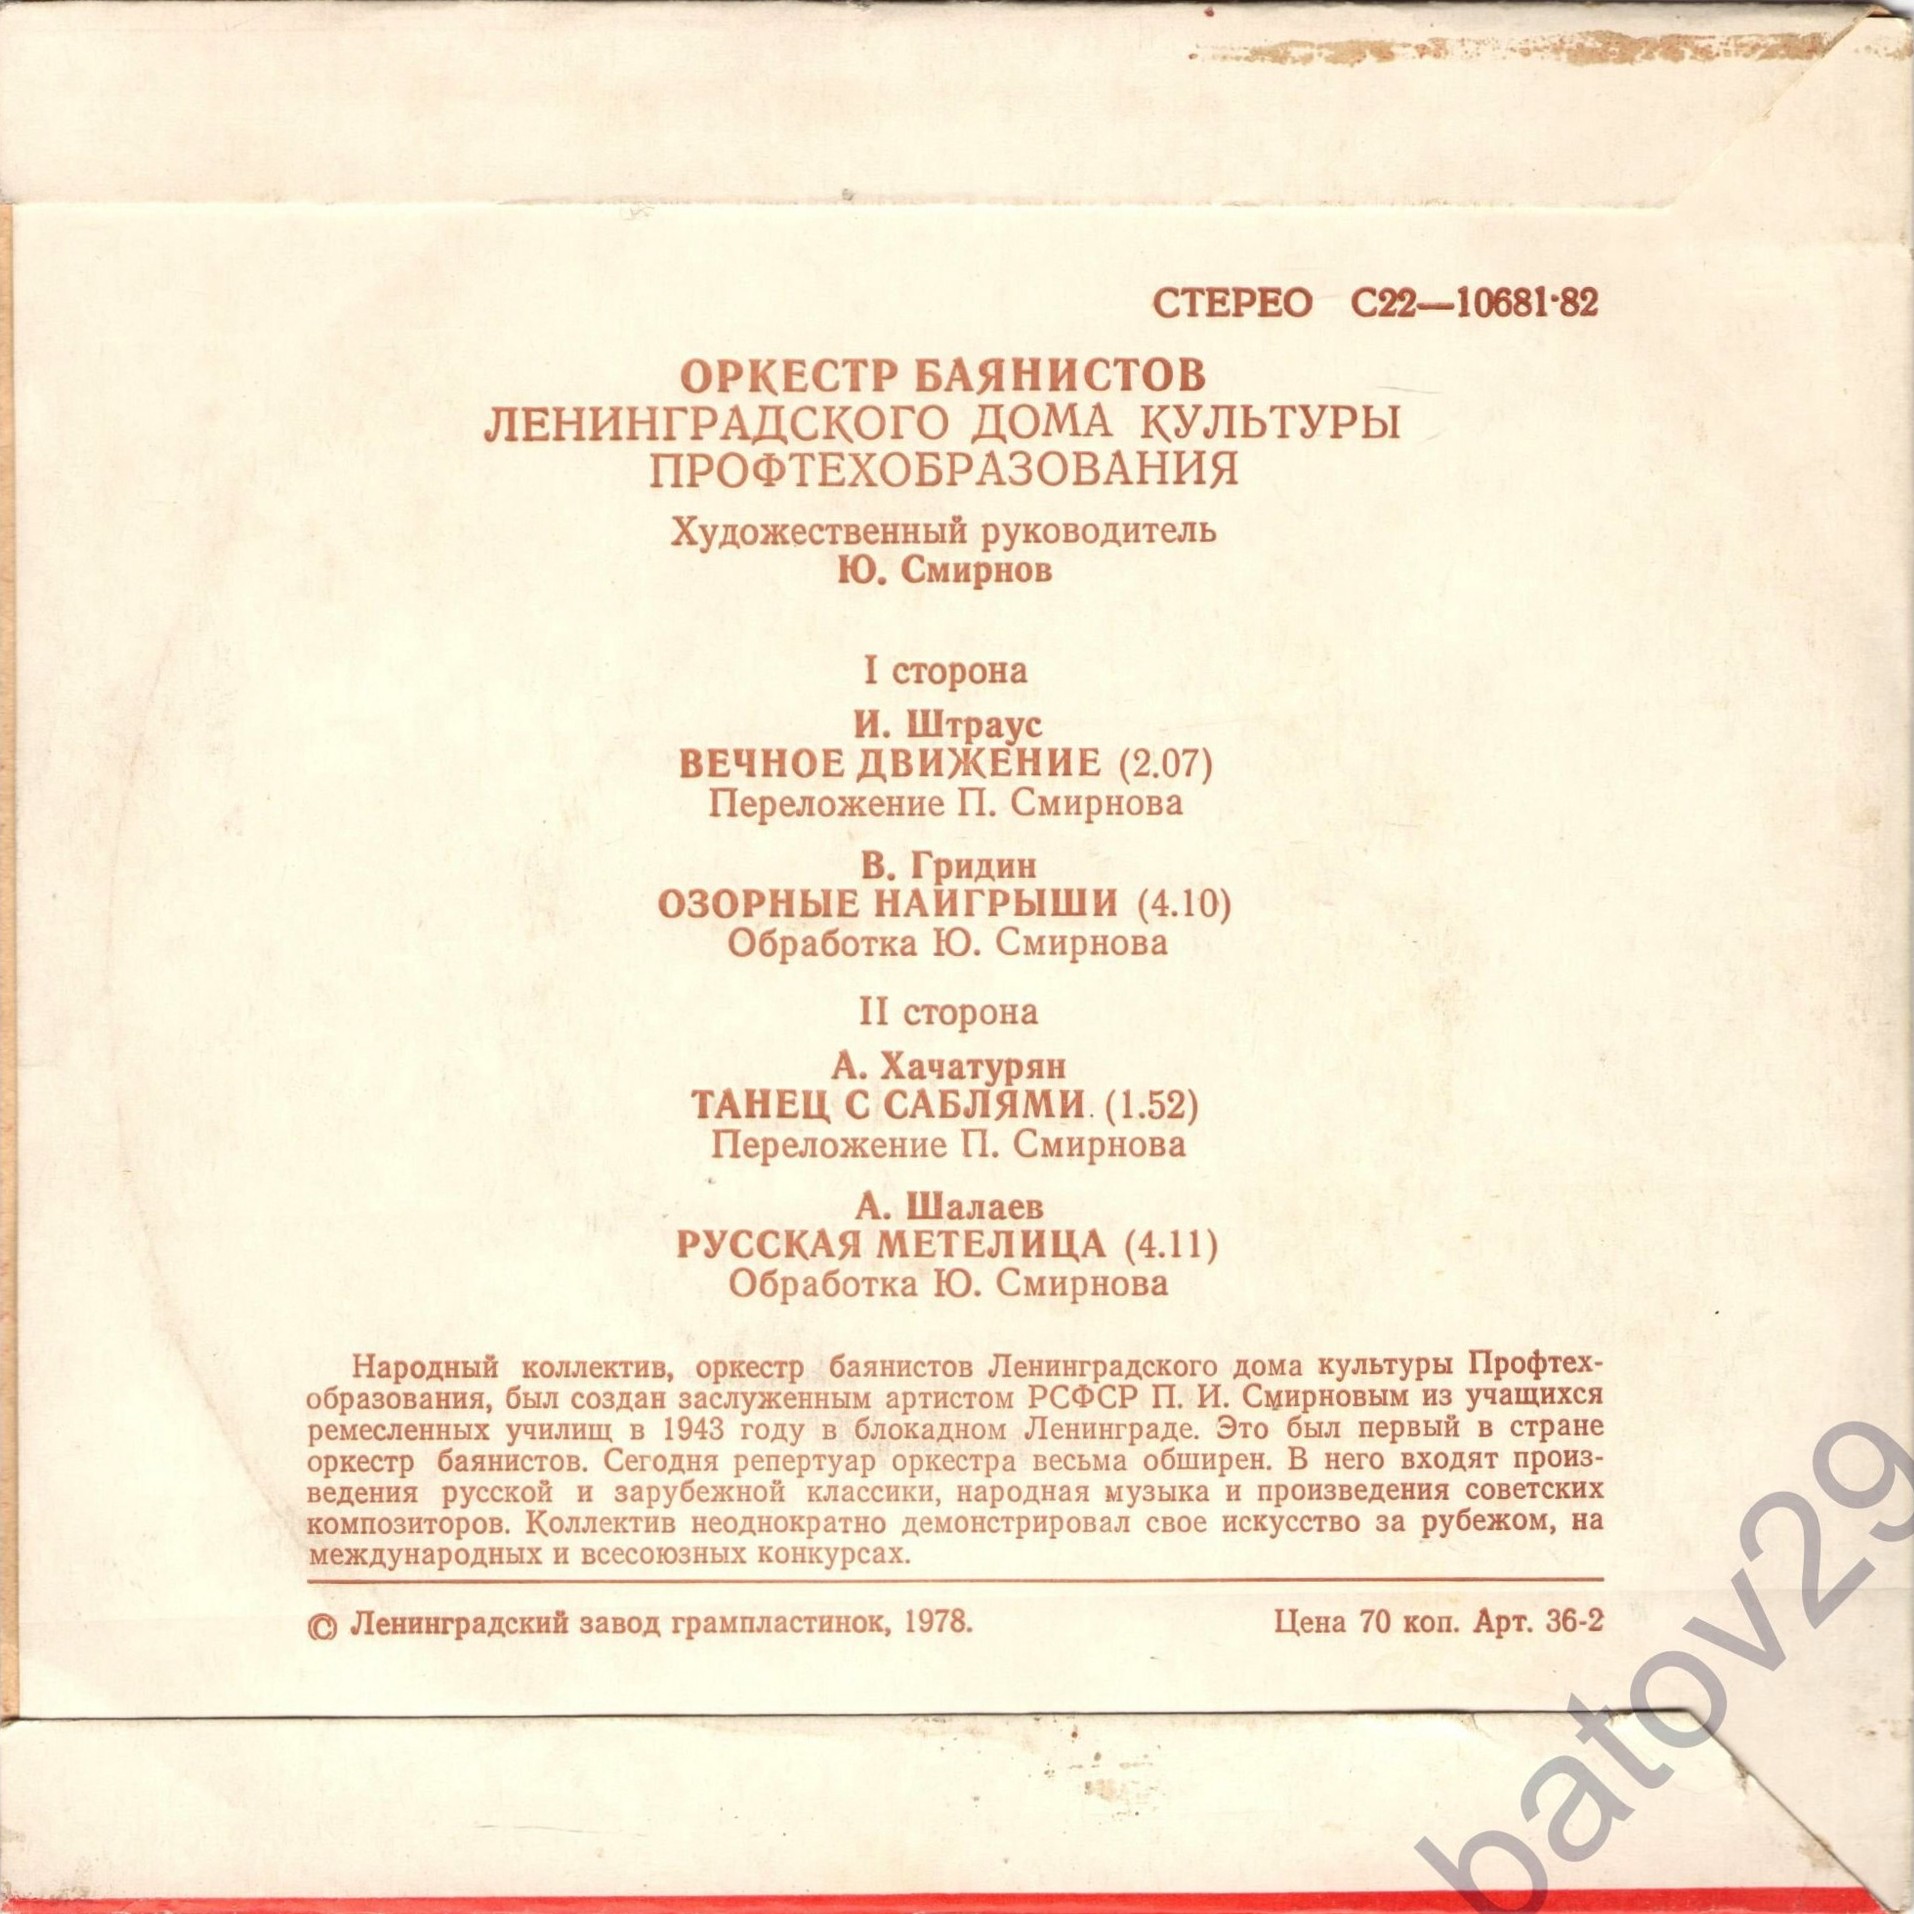 СТЕРЕО С22—10681·82
ОРКЕСТР БАЯНИСТОВ
ЛЕНИНГРАДСКОГО ДОМА КУЛЬТУРЫ
ПРОФТЕХОБРАЗОВАНИЯ
Художественный руководитель
Ю. Смирнов
I сторона
И. Штраус
ВЕЧНОЕ ДВИЖЕНИЕ (2.07)
Переложение П. Смирнова
В. Гридин
ОЗОРНЫЕ НАИГРЫШИ (4.10)
Обработка Ю. Смирнова
II сторона
А. Хачатурян
ТАНЕЦ С САБЛЯМИ. (1.52)
Переложение П. Смирнова
А. Шалаев
РУССКАЯ МЕТЕЛИЦА (4.11)
Обработка Ю. Смирнова
Народный коллектив, оркестр баянистов Ленинградского дома культуры Профтех-
образования, был создан заслуженным артистом РСФСР П. И. Смирновым из учащихся
ремесленных училищ в 1943 году в блокадном Ленинграде. Это был первый в стране
оркестр баянистов. Сегодня репертуар оркестра весьма обширен. В него входят произ-
ведения русской и зарубежной классики, народная музыка и произведения советских
композиторов. Коллектив неоднократно демонстрировал свое искусство за рубежом, на
международных и всесоюзных конкурсах.
© Ленинградский завод грампластинок, 1978. Цена 70 коп. Арт. 36-2
batov29